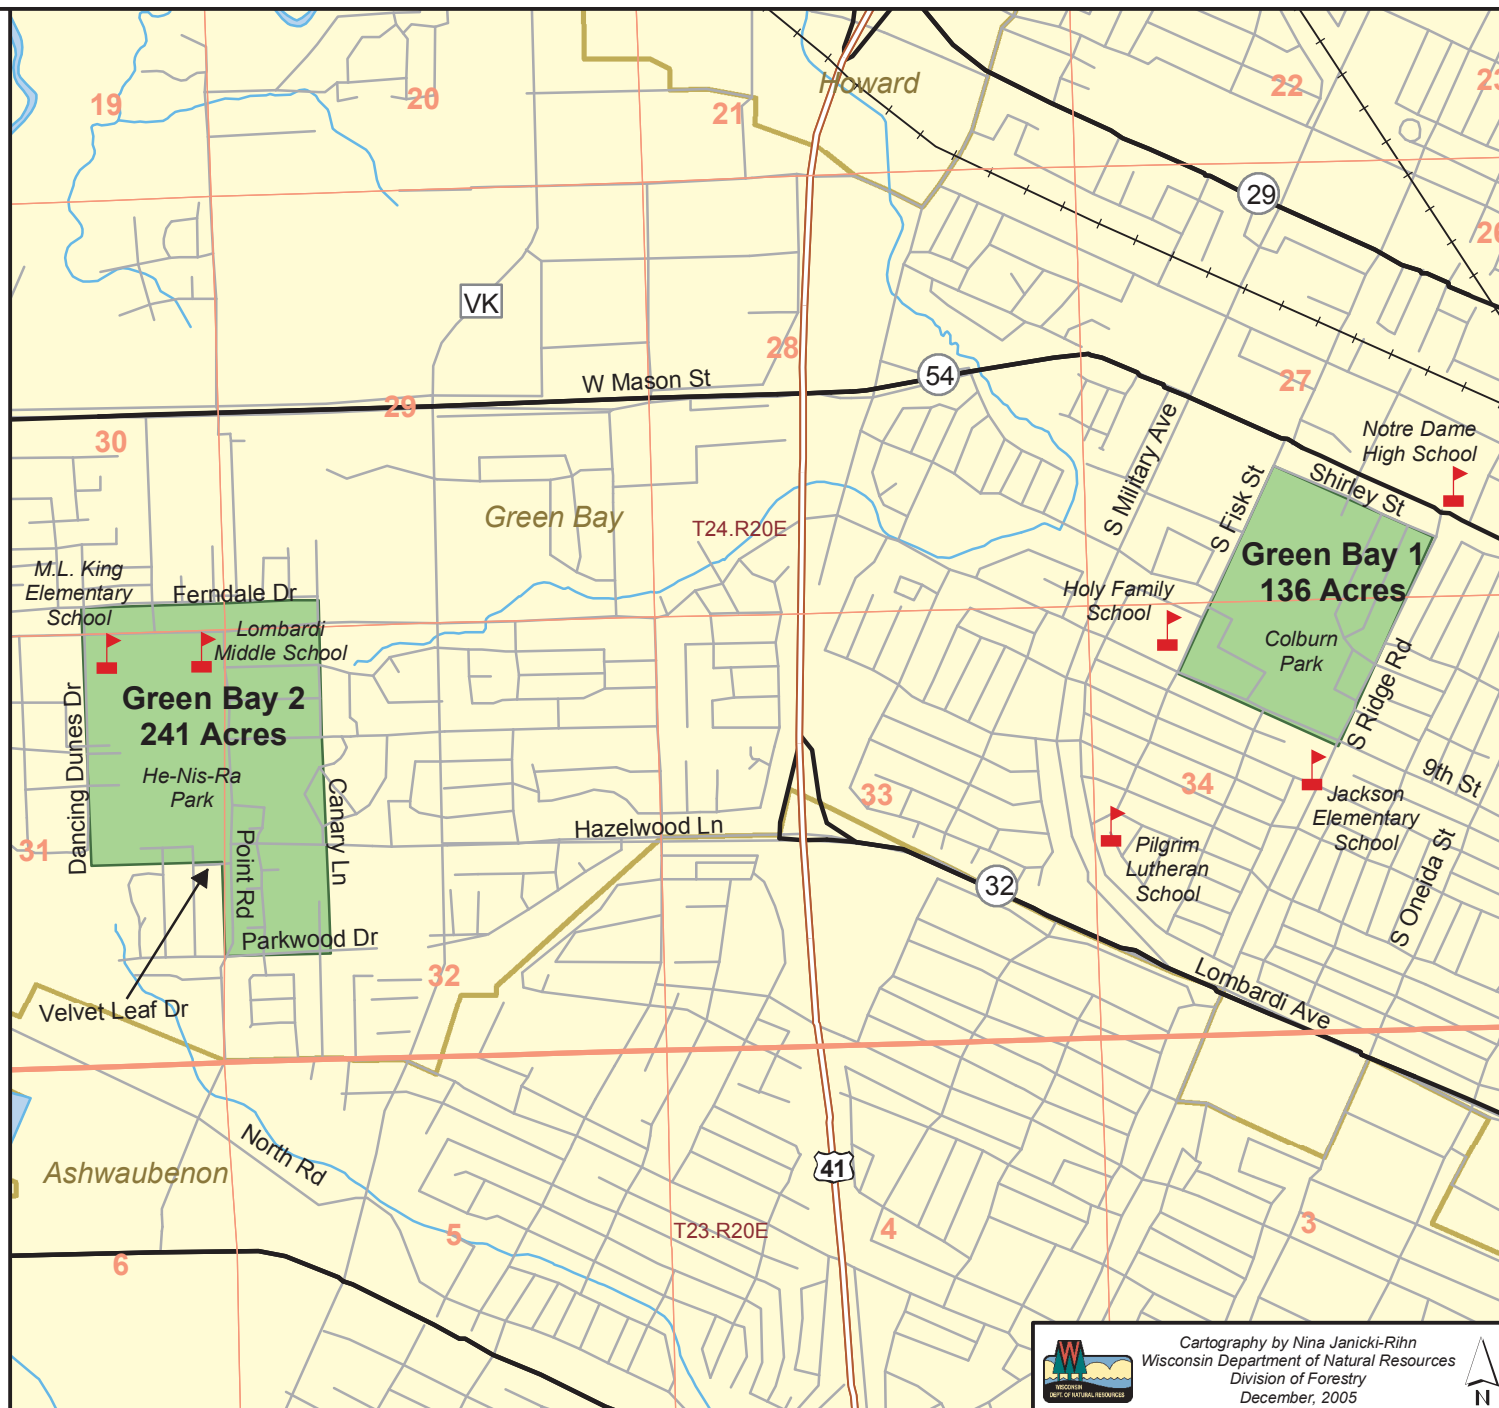 Howard
19
20
21
22
23
29
26
VK
28
W Mason St
54
27
29
30
S Military Ave
Notre Dame
High School
S Fisk St
Shirley St
Green Bay
T24.R20E
Green Bay 1
136 Acres
M.L. King
Elementary
School
Ferndale Dr
Holy Family
School
Lombardi
Middle School
Colburn
Park
Green Bay 2
241 Acres
Dancing Dunes Dr
He-Nis-Ra
Park
S Ridge Rd
9th St
Canary Ln
33
34
Jackson
Elementary
School
Hazelwood Ln
31
Point Rd
Pilgrim
Lutheran
School
S Oneida St
32
Parkwood Dr
32
Velvet Leaf Dr
Lombardi Ave
North Rd
Ashwaubenon
41
5
T23.R20E
4
3
6
W
WISCONSIN
DEPT. OF NATURAL RESOURCES
Cartography by Nina Janicki-Rihn
Wisconsin Department of Natural Resources
Division of Forestry
December, 2005
N